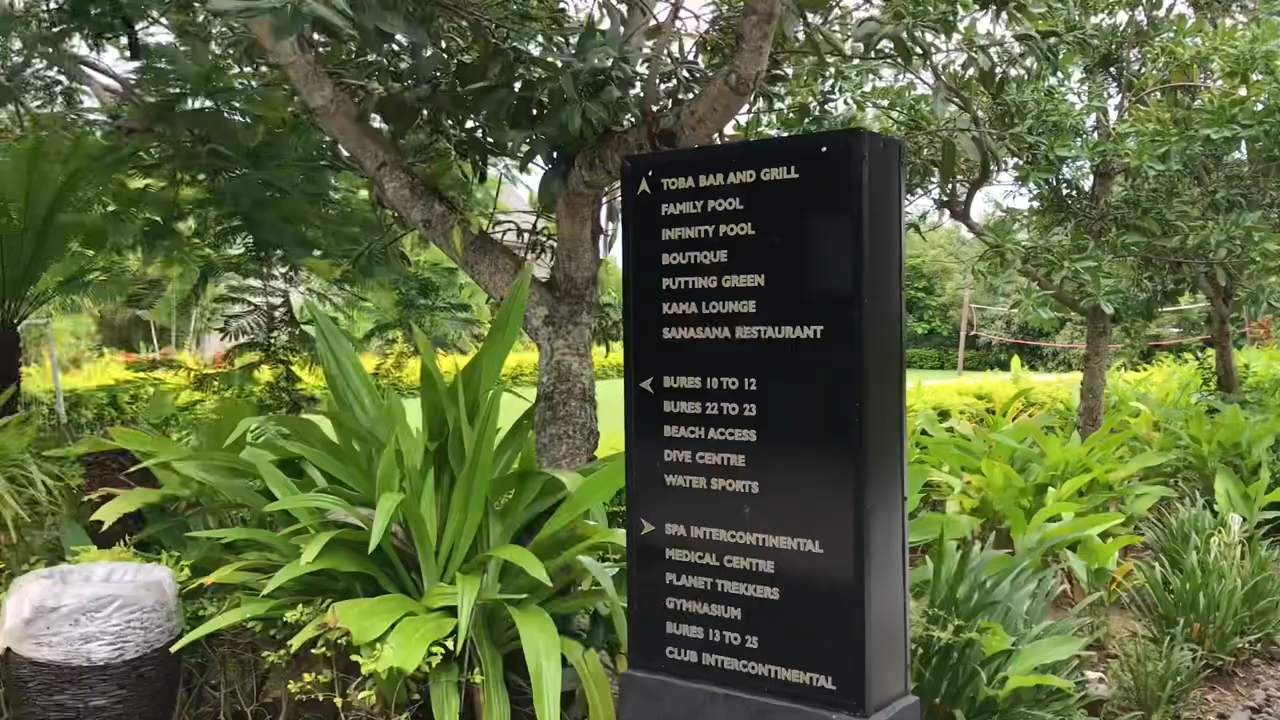 TOBA BAR AND GRILL
FAMILY POOL
INFINITY POOL
BOUTIQUE
PUTTING GREEN
KAMA LOUNGE
SANASANA RESTAURANT
BURES 10 TO 12
BURES 22 TO 23
BEACH ACCESS
DIVE CENTRE
WATER SPORTS
SPA INTERCONTINENTAL
MEDICAL CENTRE
PLANET TREKKERS
GYMNASIUM
BURES 13 TO 25
CLUB INTERCONTINENTAL